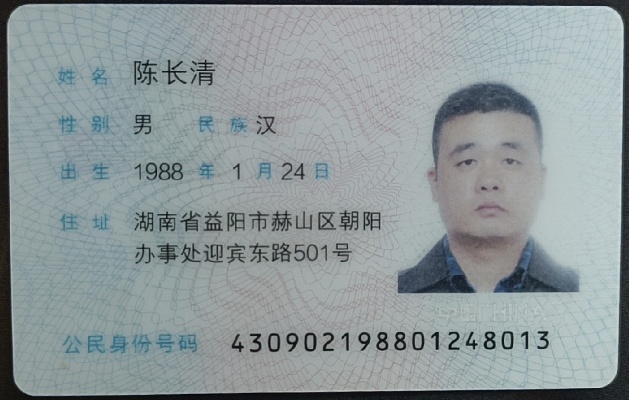 姓名 陈长清
性别 男 民族 汉
出生 1988 年 1 月 24 日
住址 湖南省益阳市赫山区朝阳
办事处迎宾东路501号
公民身份号码 430902198801248013